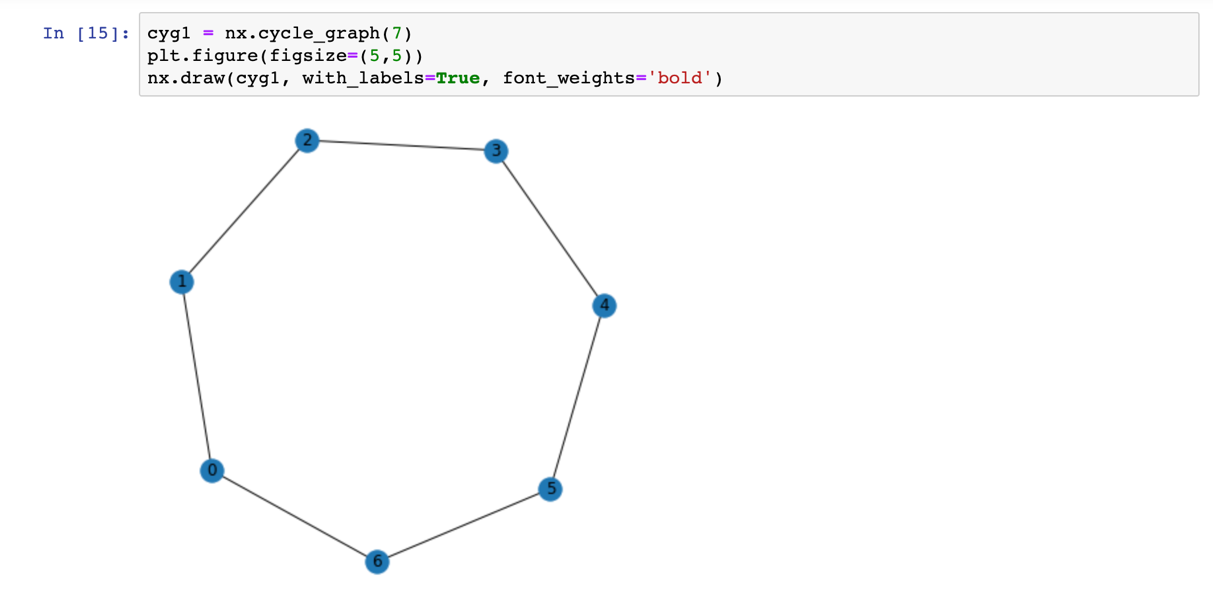 In [15]: cyg1 = nx.cycle_graph(7)
plt.figure(figsize=(5,5))
nx.draw(cyg1, with_labels=True, font_weights='bold')
2
3
1
4
0
5
6